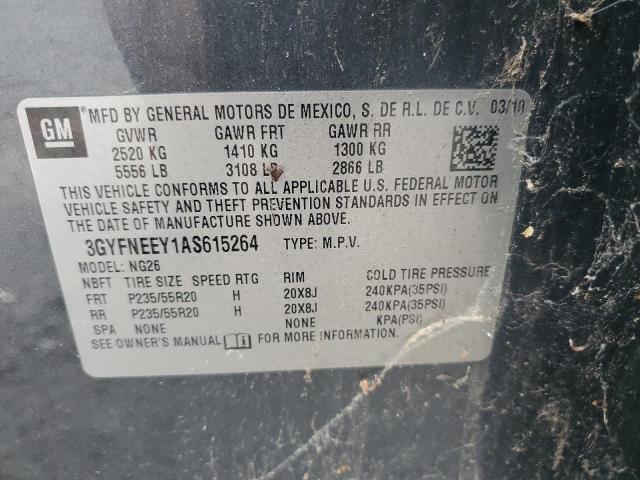 GM
MFD BY GENERAL MOTORS DE MEXICO, S. DE R.L. DE C.V. 03/10
GVWR GAWR FRT GAWR RR
2520 KG 1410 KG 1300 KG
5556 LB 3108 LB 2866 LB
THIS VEHICLE CONFORMS TO ALL APPLICABLE U.S. FEDERAL MOTOR
VEHICLE SAFETY AND THEFT PREVENTION STANDARDS IN EFFECT ON
THE DATE OF MANUFACTURE SHOWN ABOVE.
3GYFNEEY1AS615264 TYPE: M.P.V.
MODEL: NG26
NBFT TIRE SIZE SPEED RTG RIM COLD TIRE PRESSURE
FRT P235/55R20 H 20X8J 240KPA(35PSI)
RR P235/55R20 H 20X8J 240KPA(35PSI)
SPA NONE NONE KPA(PSI)
SEE OWNER'S MANUAL FOR MORE INFORMATION.